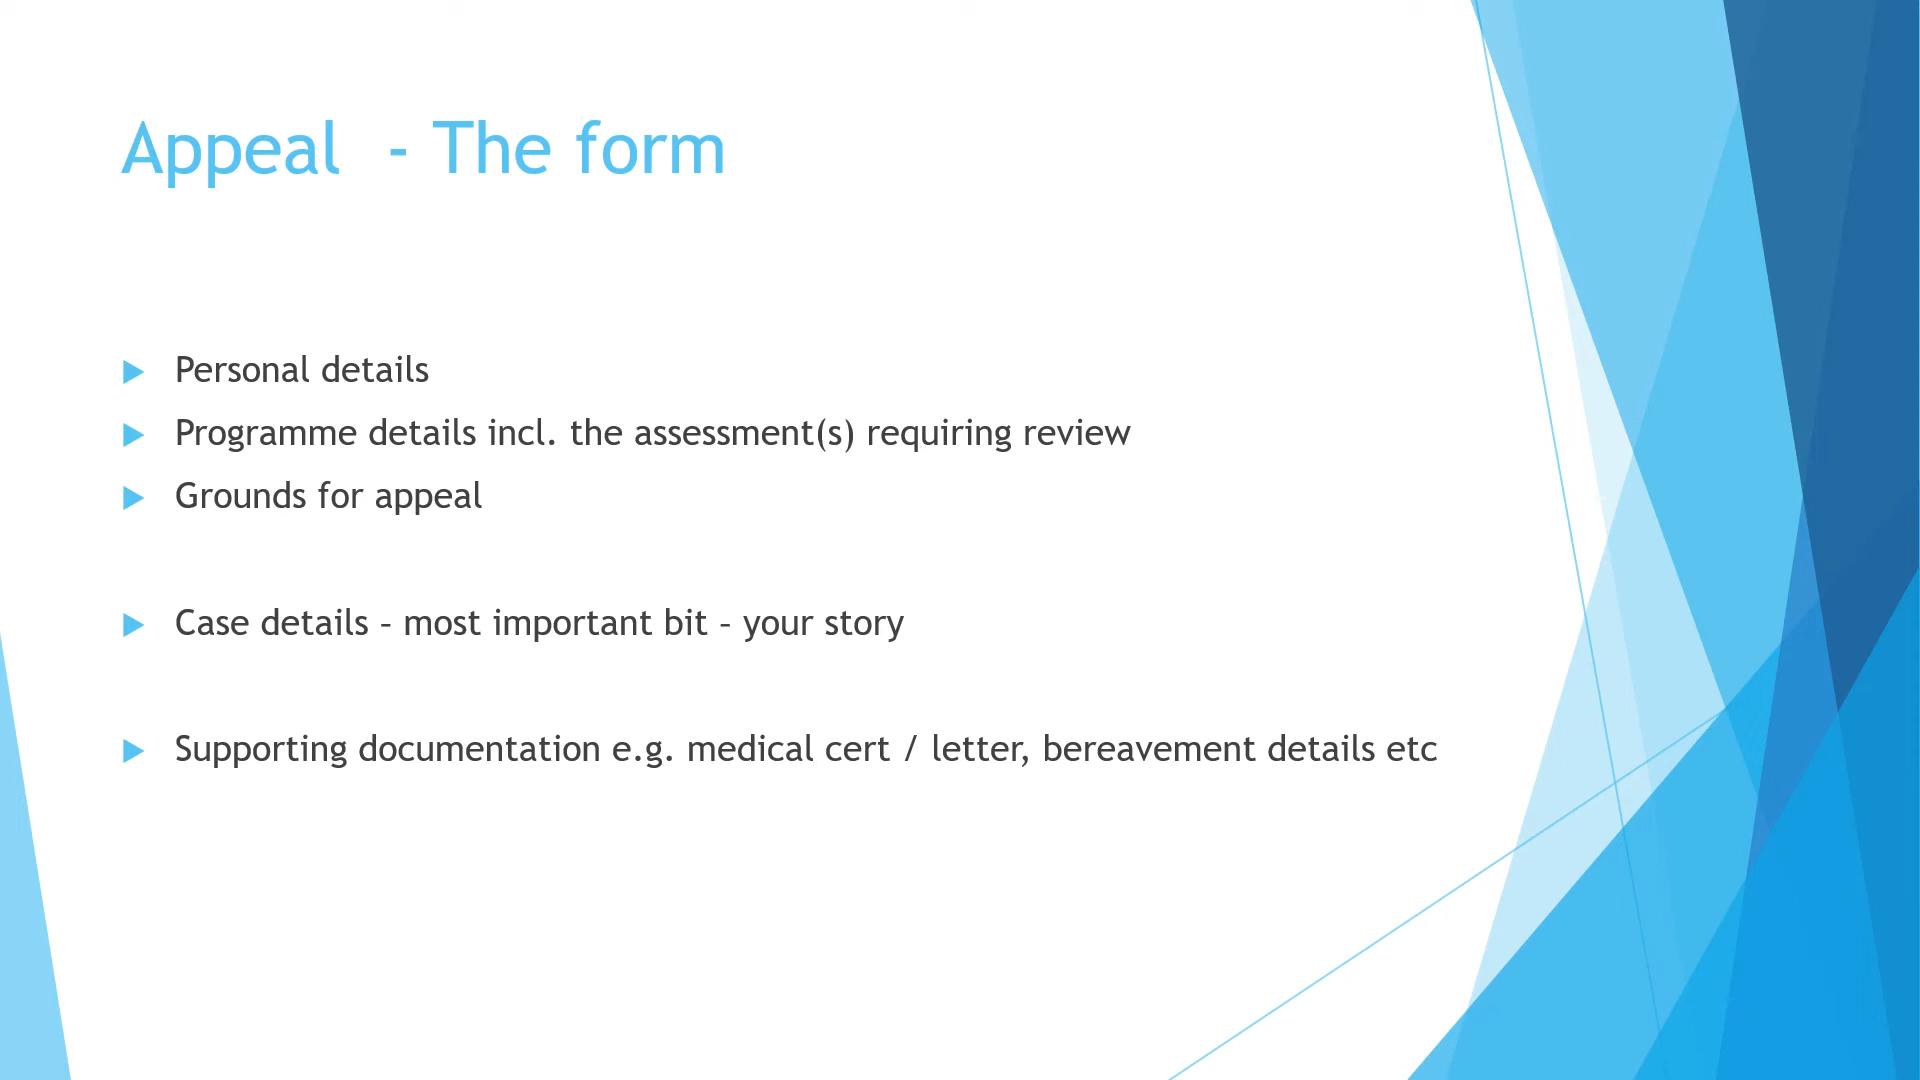 Appeal  - The form
Personal details
Programme details incl. the assessment(s) requiring review
Grounds for appeal
Case details – most important bit – your story
Supporting documentation e.g. medical cert / letter, bereavement details etc